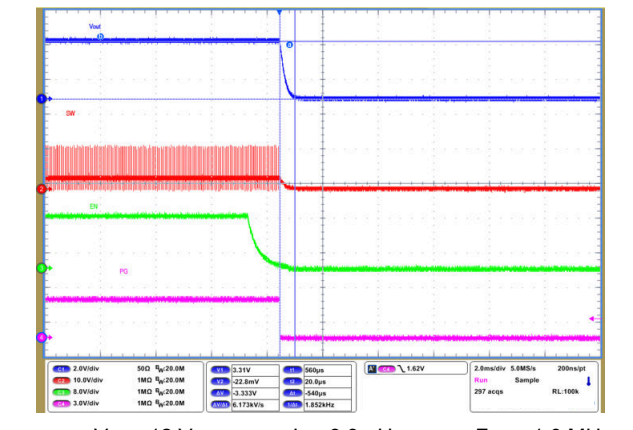 Vout
SW
EN
PG
C1 2.0V/div 50Ω BW:20.0M
C2 10.0V/div 1MΩ BW:20.0M
C3 8.0V/div 1MΩ BW:20.0M
C4 3.0V/div 1MΩ BW:20.0M
V1 3.31V
V2 -22.8mV
ΔV -3.333V
ΔV/Δt 6.173kV/s
t1 560µs
t2 20.0µs
Δt -540µs
1/Δt 1.852kHz
A' C4 1.62V
2.0ms/div 5.0MS/s 200ns/pt
Run Sample
297 acqs RL:100k